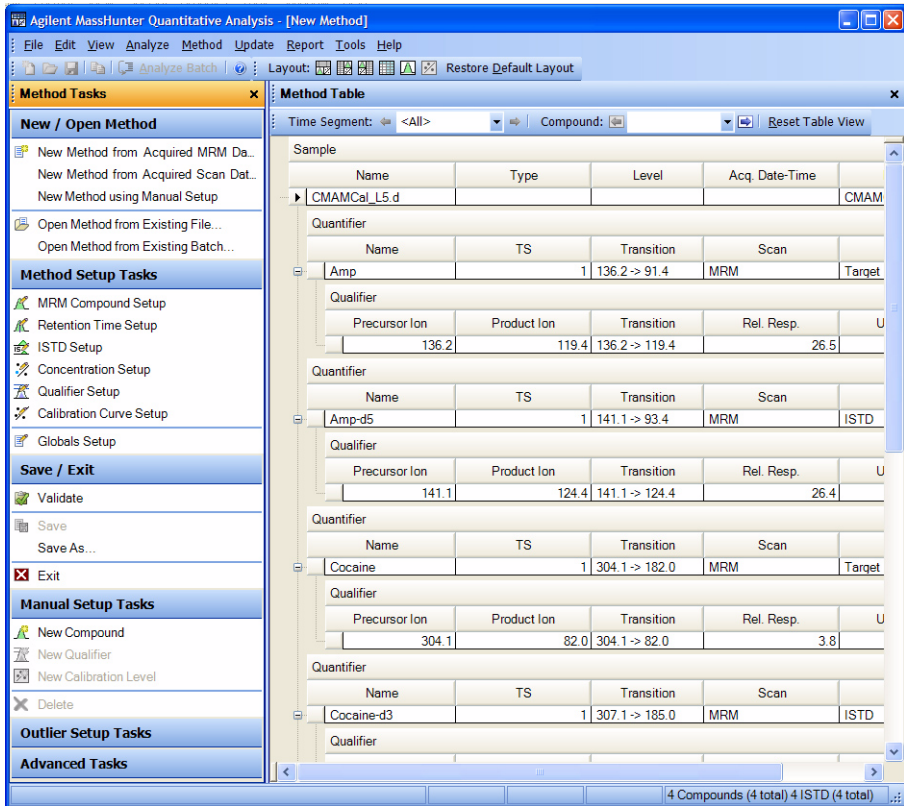 Agilent MassHunter Quantitative Analysis - [New Method]
File Edit View Analyze Method Update Report Tools Help
Analyze Batch Layout: Restore Default Layout
Method Tasks
New / Open Method
New Method from Acquired MRM Da...
New Method from Acquired Scan Dat...
New Method using Manual Setup
Open Method from Existing File...
Open Method from Existing Batch...
Method Setup Tasks
MRM Compound Setup
Retention Time Setup
ISTD Setup
Concentration Setup
Qualifier Setup
Calibration Curve Setup
Globals Setup
Save / Exit
Validate
Save
Save As...
Exit
Manual Setup Tasks
New Compound
New Qualifier
New Calibration Level
Delete
Outlier Setup Tasks
Advanced Tasks
Method Table
Time Segment: <All> Compound: Reset Table View
Sample
Name Type Level Acq. Date-Time
CMAMCal_L5.d CMAM
Quantifier
Name TS Transition Scan
Amp 1 136.2 -> 91.4 MRM Target
Qualifier
Precursor Ion Product Ion Transition Rel. Resp. U
136.2 119.4 136.2 -> 119.4 26.5
Quantifier
Name TS Transition Scan
Amp-d5 1 141.1 -> 93.4 MRM ISTD
Qualifier
Precursor Ion Product Ion Transition Rel. Resp. U
141.1 124.4 141.1 -> 124.4 26.4
Quantifier
Name TS Transition Scan
Cocaine 1 304.1 -> 182.0 MRM Target
Qualifier
Precursor Ion Product Ion Transition Rel. Resp. U
304.1 82.0 304.1 -> 82.0 3.8
Quantifier
Name TS Transition Scan
Cocaine-d3 1 307.1 -> 185.0 MRM ISTD
Qualifier
4 Compounds (4 total) 4 ISTD (4 total)